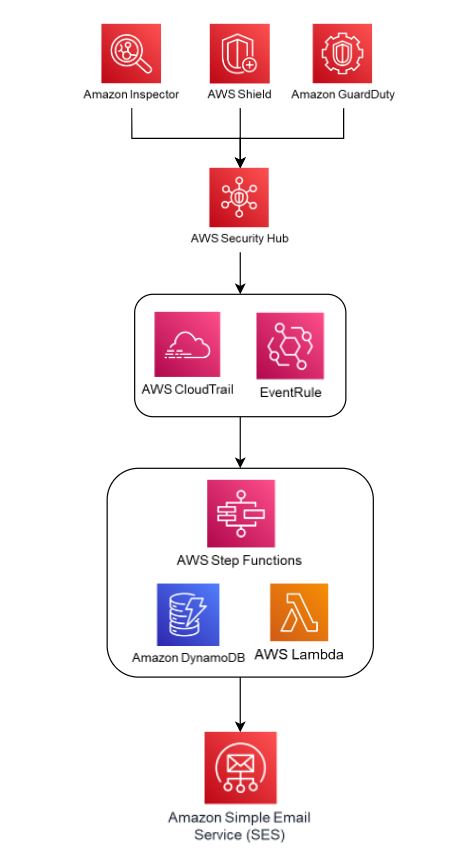 Amazon Inspector
AWS Shield
Amazon GuardDuty
AWS Security Hub
AWS CloudTrail
EventRule
AWS Step Functions
Amazon DynamoDB
AWS Lambda
Amazon Simple Email
Service (SES)